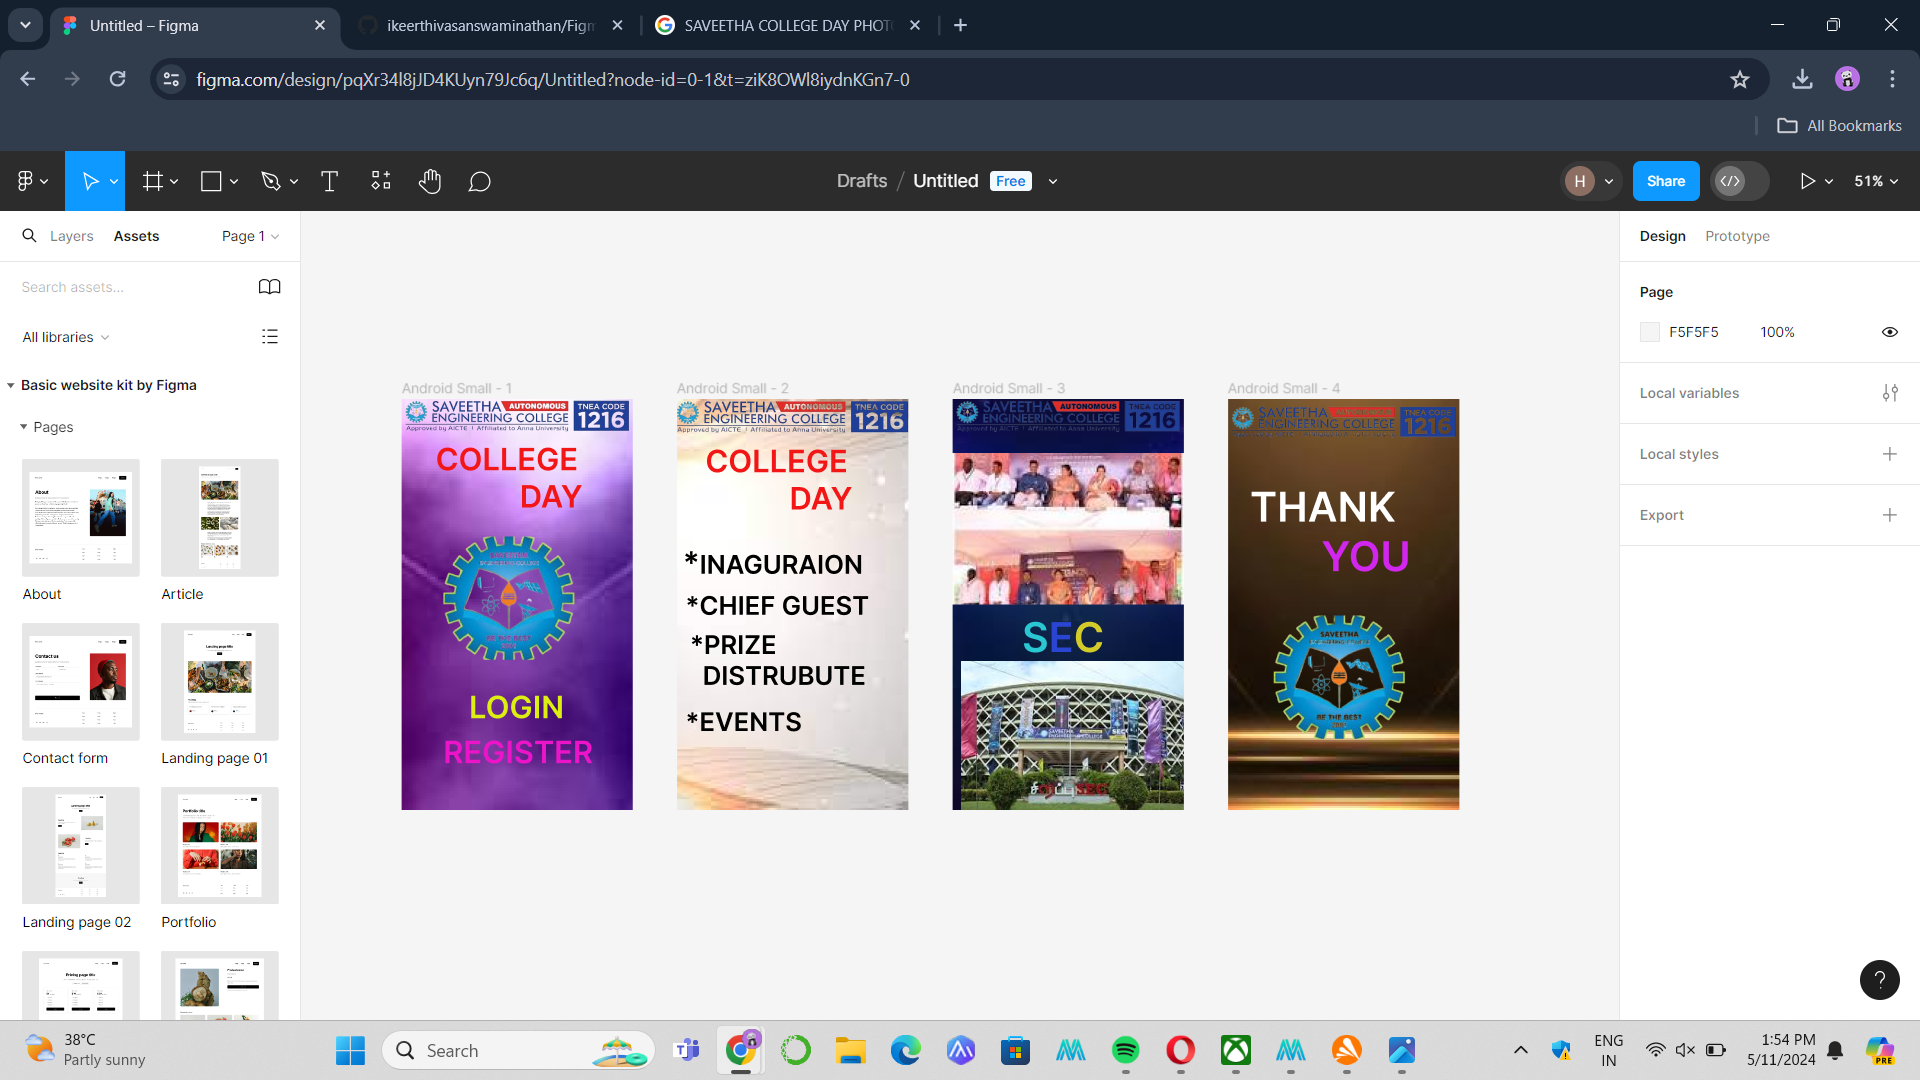 Untitled – Figma
ikeerthivasanswaminathan/Figm
SAVEETHA COLLEGE DAY PHOTO
figma.com/design/pqXr34l8jJD4KUyn79Jc6q/Untitled?node-id=0-1&t=ziK8OWl8iydnKGn7-0
All Bookmarks
Drafts / Untitled Free
H
Share
51%
Layers
Assets
Page 1
Search assets...
All libraries
Basic website kit by Figma
Pages
About
Article
Contact form
Landing page 01
Landing page 02
Portfolio
Android Small - 1
SAVEETHA AUTONOMOUS
ENGINEERING COLLEGE
Approved by AICTE | Affiliated to Anna University
TNEA CODE
1216
COLLEGE
DAY
BE THE BEST
LOGIN
REGISTER
Android Small - 2
SAVEETHA AUTONOMOUS
ENGINEERING COLLEGE
Approved by AICTE | Affiliated to Anna University
TNEA CODE
1216
COLLEGE
DAY
*INAGURAION
*CHIEF GUEST
*PRIZE
DISTRUBUTE
*EVENTS
Android Small - 3
SAVEETHA AUTONOMOUS
ENGINEERING COLLEGE
Approved by AICTE | Affiliated to Anna University
TNEA CODE
1216
SEC
Android Small - 4
SAVEETHA
ENGINEERING COLLEGE
TNEA CODE
1216
THANK
YOU
SAVEETHA
BE THE BEST
Design
Prototype
Page
F5F5F5
100%
Local variables
Local styles
Export
?
38°C
Partly sunny
Search
ENG
IN
1:54 PM
5/11/2024
PRE